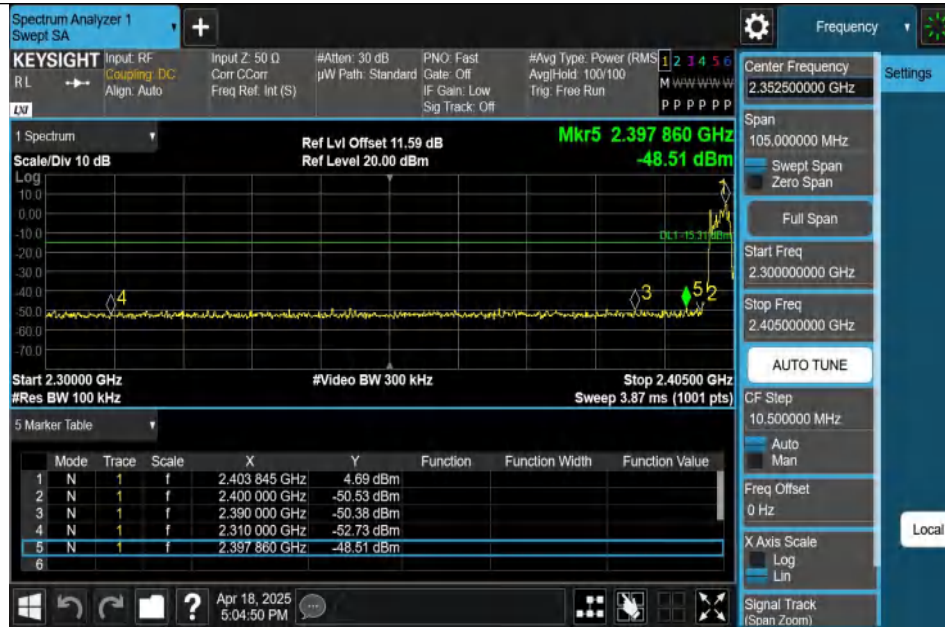 Spectrum Analyzer 1
Swept SA
+
Frequency
KEYSIGHT
RL
LXI
Input: RF
Coupling: DC
Align: Auto
Input Z: 50 Ω
Corr CCorr
Freq Ref: Int (S)
#Atten: 30 dB
µW Path: Standard
PNO: Fast
Gate: Off
IF Gain: Low
Sig Track: Off
#Avg Type: Power (RMS
Avg|Hold: 100/100
Trig: Free Run
1 2 3 4 5 6
M W W W W W
P P P P P P
1 Spectrum
Scale/Div 10 dB
Ref Lvl Offset 11.59 dB
Ref Level 20.00 dBm
Mkr5 2.397 860 GHz
-48.51 dBm
Log
10.0
0.00
-10.0
-20.0
-30.0
-40.0
-50.0
-60.0
-70.0
DL1 -15.31 dBm
1
4
3
5
2
Start 2.30000 GHz
#Video BW 300 kHz
Stop 2.40500 GHz
#Res BW 100 kHz
Sweep 3.87 ms (1001 pts)
5 Marker Table
Mode Trace Scale X Y Function Function Width Function Value
1 N 1 f 2.403 845 GHz 4.69 dBm
2 N 1 f 2.400 000 GHz -50.53 dBm
3 N 1 f 2.390 000 GHz -50.38 dBm
4 N 1 f 2.310 000 GHz -52.73 dBm
5 N 1 f 2.397 860 GHz -48.51 dBm
6
?
Apr 18, 2025
5:04:50 PM
Center Frequency
2.352500000 GHz
Span
105.000000 MHz
Swept Span
Zero Span
Full Span
Start Freq
2.300000000 GHz
Stop Freq
2.405000000 GHz
AUTO TUNE
CF Step
10.500000 MHz
Auto
Man
Freq Offset
0 Hz
X Axis Scale
Log
Lin
Signal Track
(Span Zoom)
Settings
Local